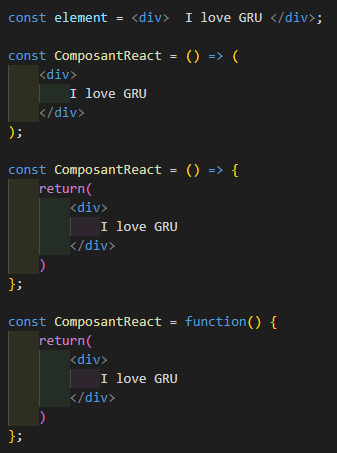 const element = <div>  I love GRU </div>;
const ComposantReact = () => (
    <div>
        I love GRU
    </div>
);
const ComposantReact = () => {
    return(
        <div>
            I love GRU
        </div>
    )
};
const ComposantReact = function() {
    return(
        <div>
            I love GRU
        </div>
    )
};